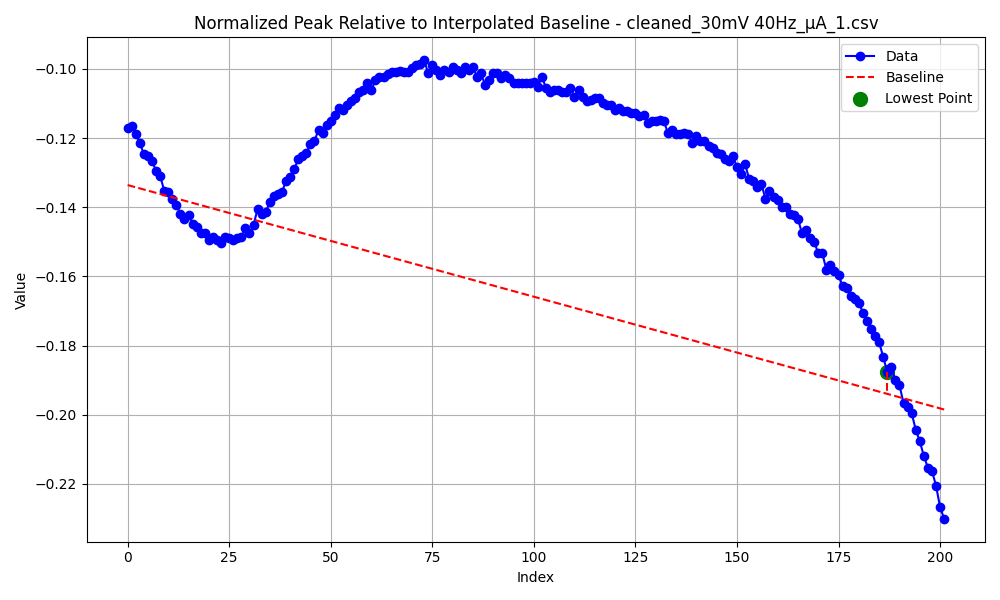 Normalized Peak Relative to Interpolated Baseline - cleaned_30mV 40Hz_µA_1.csv
Data
Baseline
Lowest Point
−0.10
−0.12
−0.14
−0.16
−0.18
−0.20
−0.22
Value
0
25
50
75
100
125
150
175
200
Index